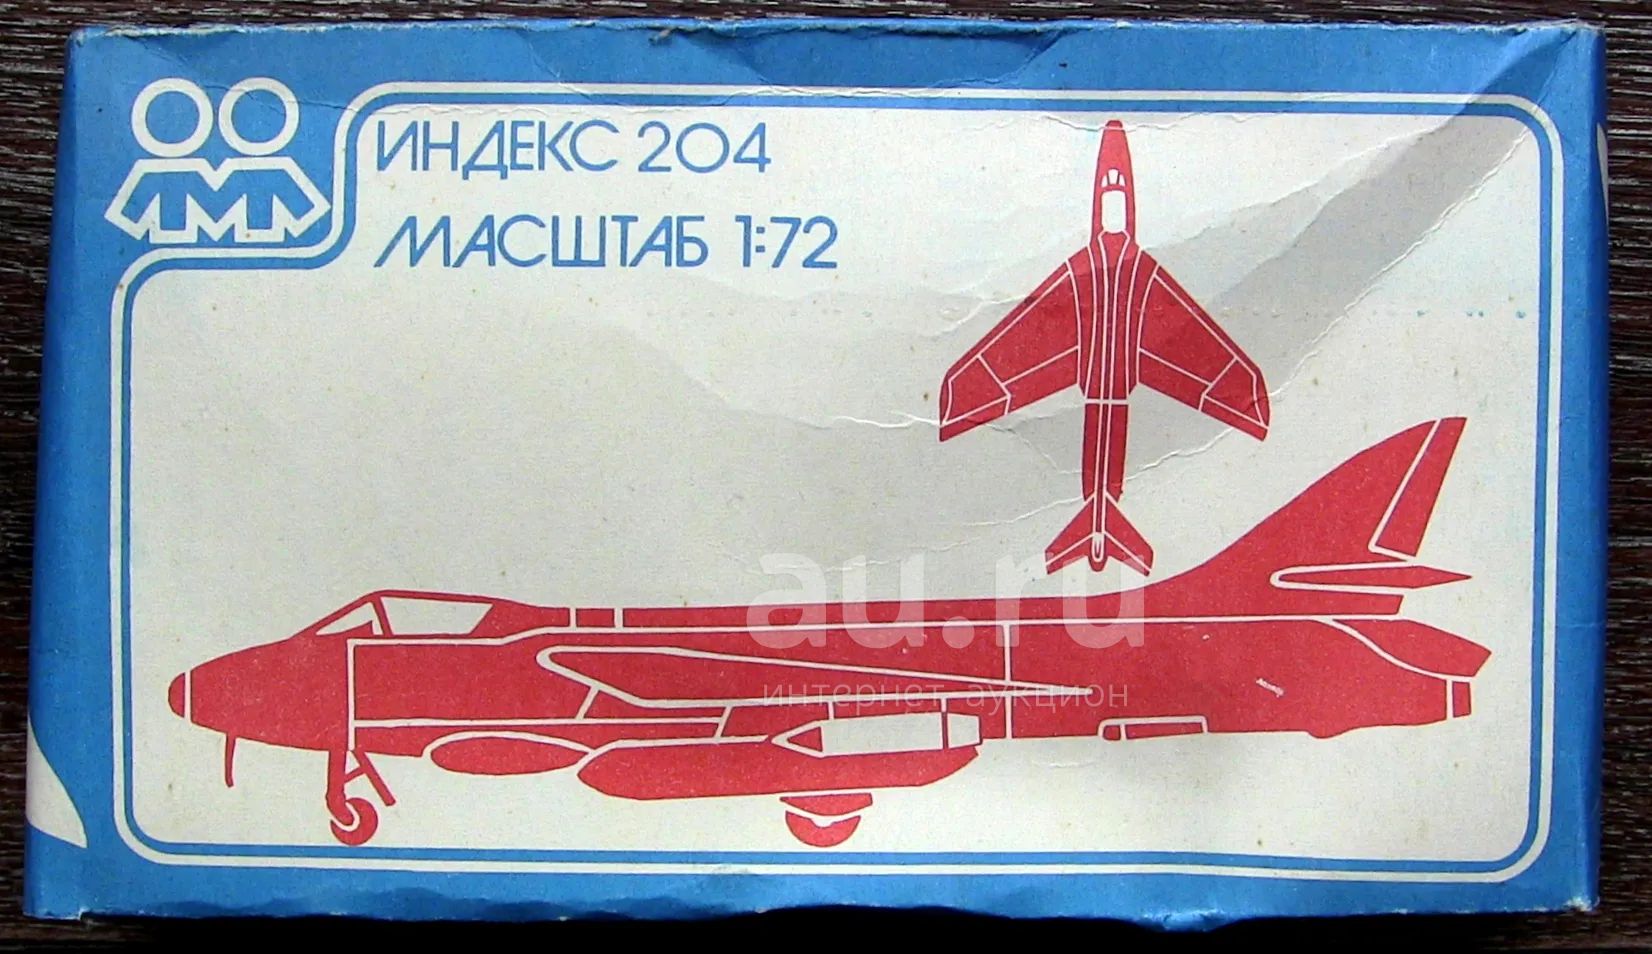 ИНДЕКС 204
МАСШТАБ 1:72
au.ru
интернет аукцион